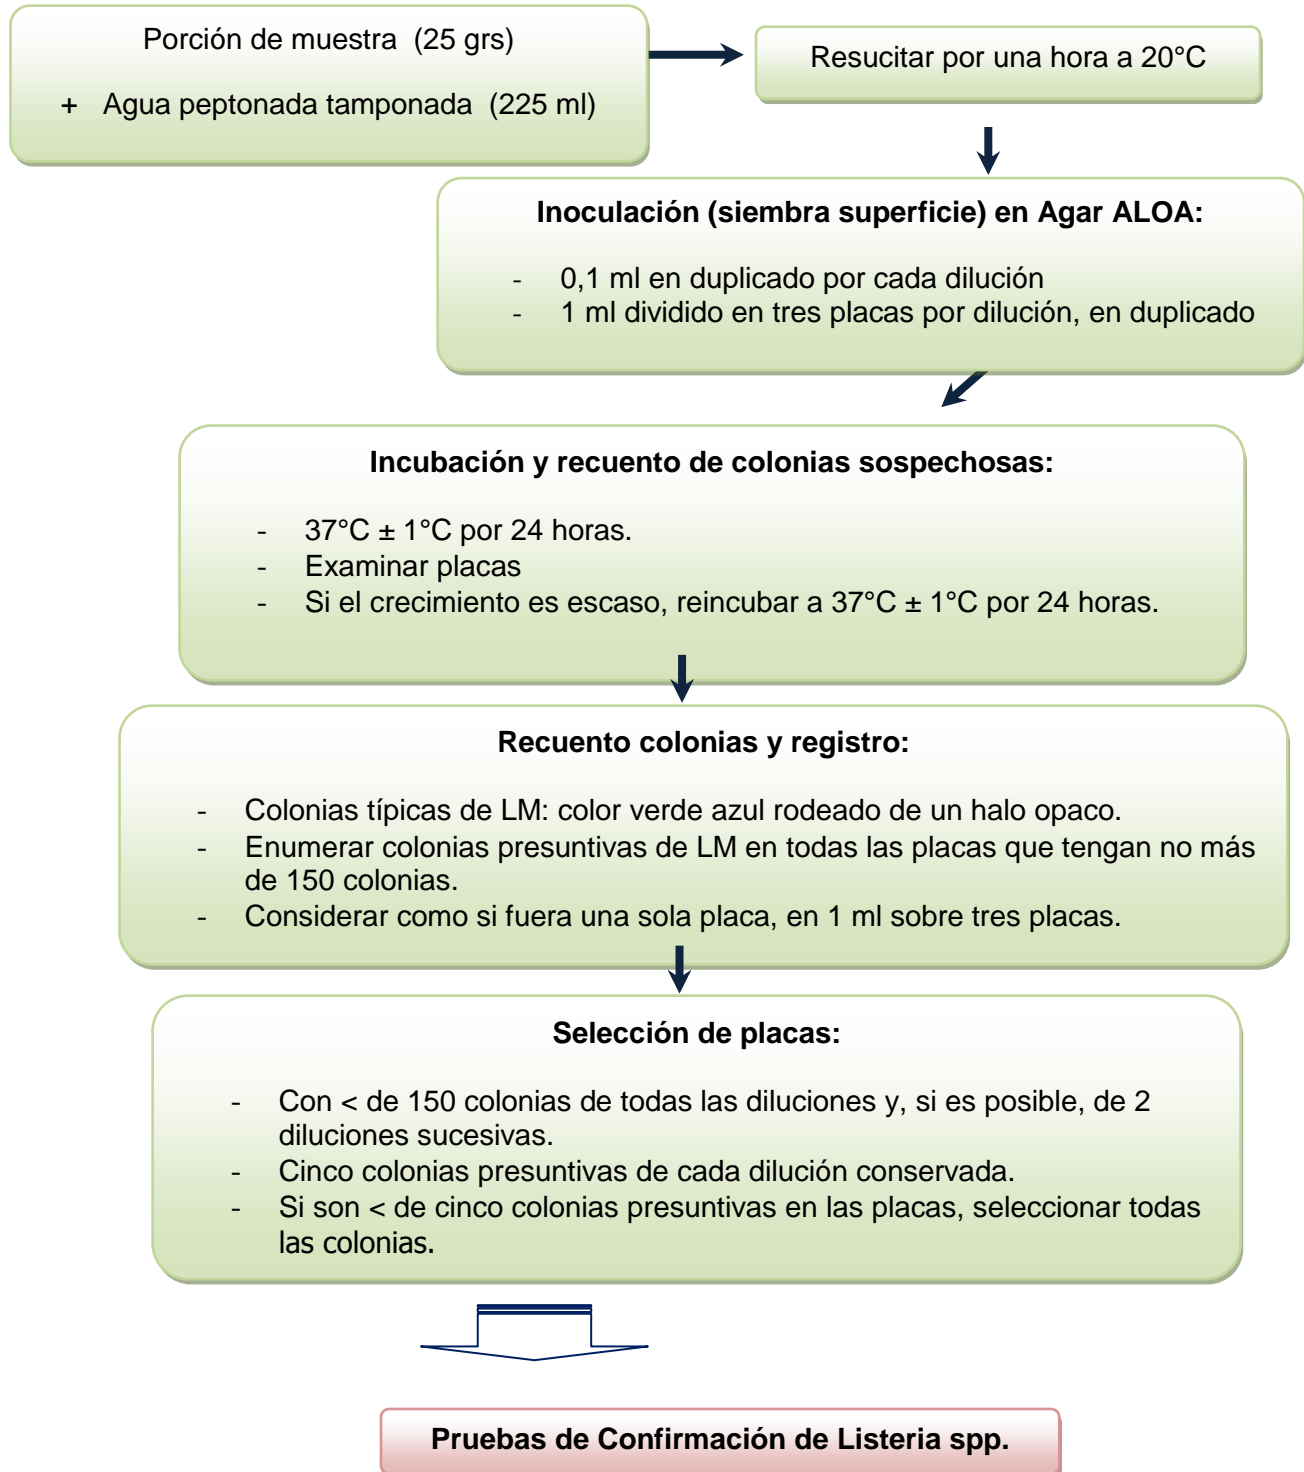 Porción de muestra (25 grs)
+ Agua peptonada tamponada (225 ml)
Resucitar por una hora a 20°C
Inoculación (siembra superficie) en Agar ALOA:
- 0,1 ml en duplicado por cada dilución
- 1 ml dividido en tres placas por dilución, en duplicado
Incubación y recuento de colonias sospechosas:
- 37°C ± 1°C por 24 horas.
- Examinar placas
- Si el crecimiento es escaso, reincubar a 37°C ± 1°C por 24 horas.
Recuento colonias y registro:
- Colonias típicas de LM: color verde azul rodeado de un halo opaco.
- Enumerar colonias presuntivas de LM en todas las placas que tengan no más
de 150 colonias.
- Considerar como si fuera una sola placa, en 1 ml sobre tres placas.
Selección de placas:
- Con < de 150 colonias de todas las diluciones y, si es posible, de 2
diluciones sucesivas.
- Cinco colonias presuntivas de cada dilución conservada.
- Si son < de cinco colonias presuntivas en las placas, seleccionar todas
las colonias.
Pruebas de Confirmación de Listeria spp.